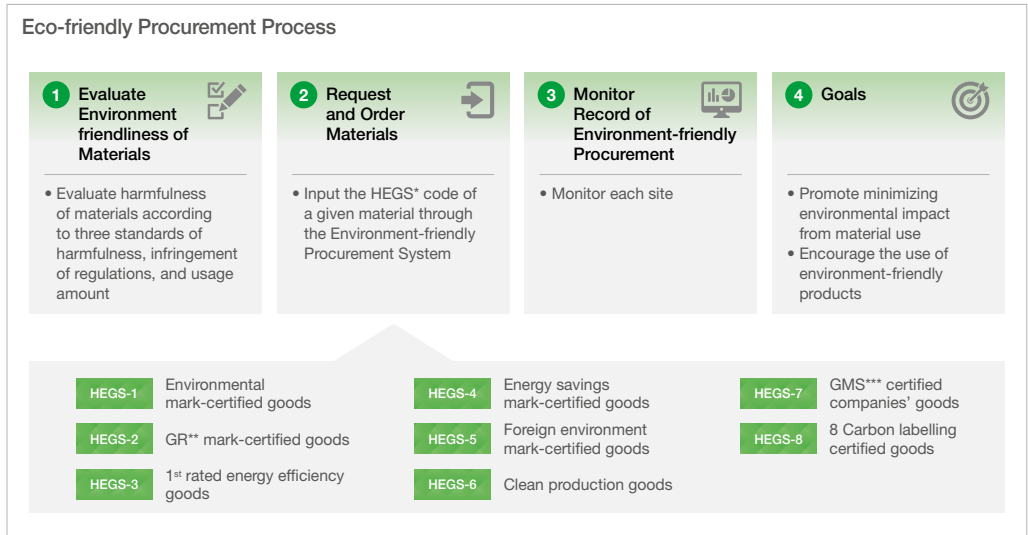 Eco-friendly Procurement Process
1 Evaluate
Environment
friendliness of
Materials
• Evaluate harmfulness
of materials according
to three standards of
harmfulness, infringement
of regulations, and usage
amount
2 Request
and Order
Materials
• Input the HEGS* code of
a given material through
the Environment-friendly
Procurement System
3 Monitor
Record of
Environment-friendly
Procurement
• Monitor each site
4 Goals
• Promote minimizing
environmental impact
from material use
• Encourage the use of
environment-friendly
products
HEGS-1 Environmental
mark-certified goods
HEGS-2 GR** mark-certified goods
HEGS-3 1st rated energy efficiency
goods
HEGS-4 Energy savings
mark-certified goods
HEGS-5 Foreign environment
mark-certified goods
HEGS-6 Clean production goods
HEGS-7 GMS*** certified
companies’ goods
HEGS-8 8 Carbon labelling
certified goods